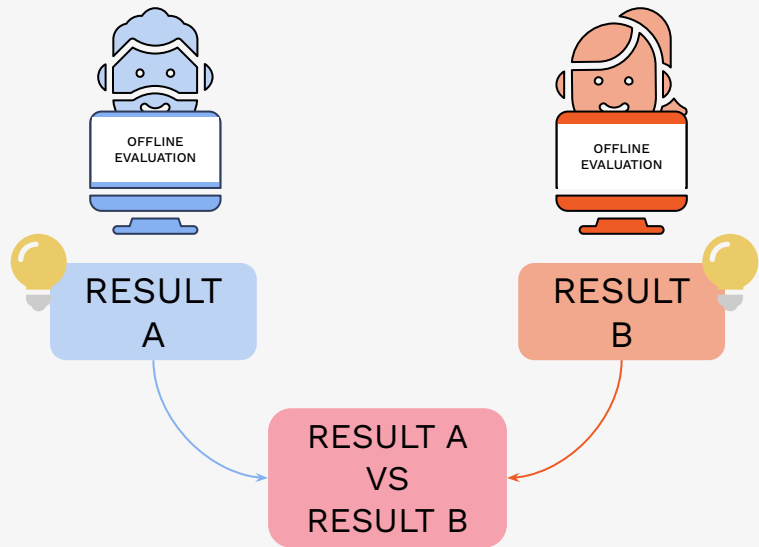 OFFLINE
EVALUATION
OFFLINE
EVALUATION
RESULT
A
RESULT
B
RESULT A
VS
RESULT B